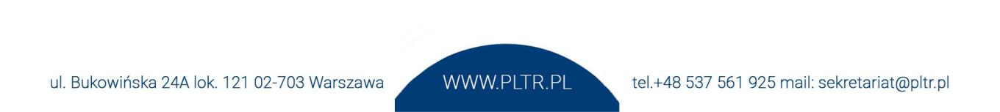 ul. Bukowińska 24A lok. 121 02-703 Warszawa WWW.PLTR.PL tel.+48 537 561 925 mail: sekretariat@pltr.pl